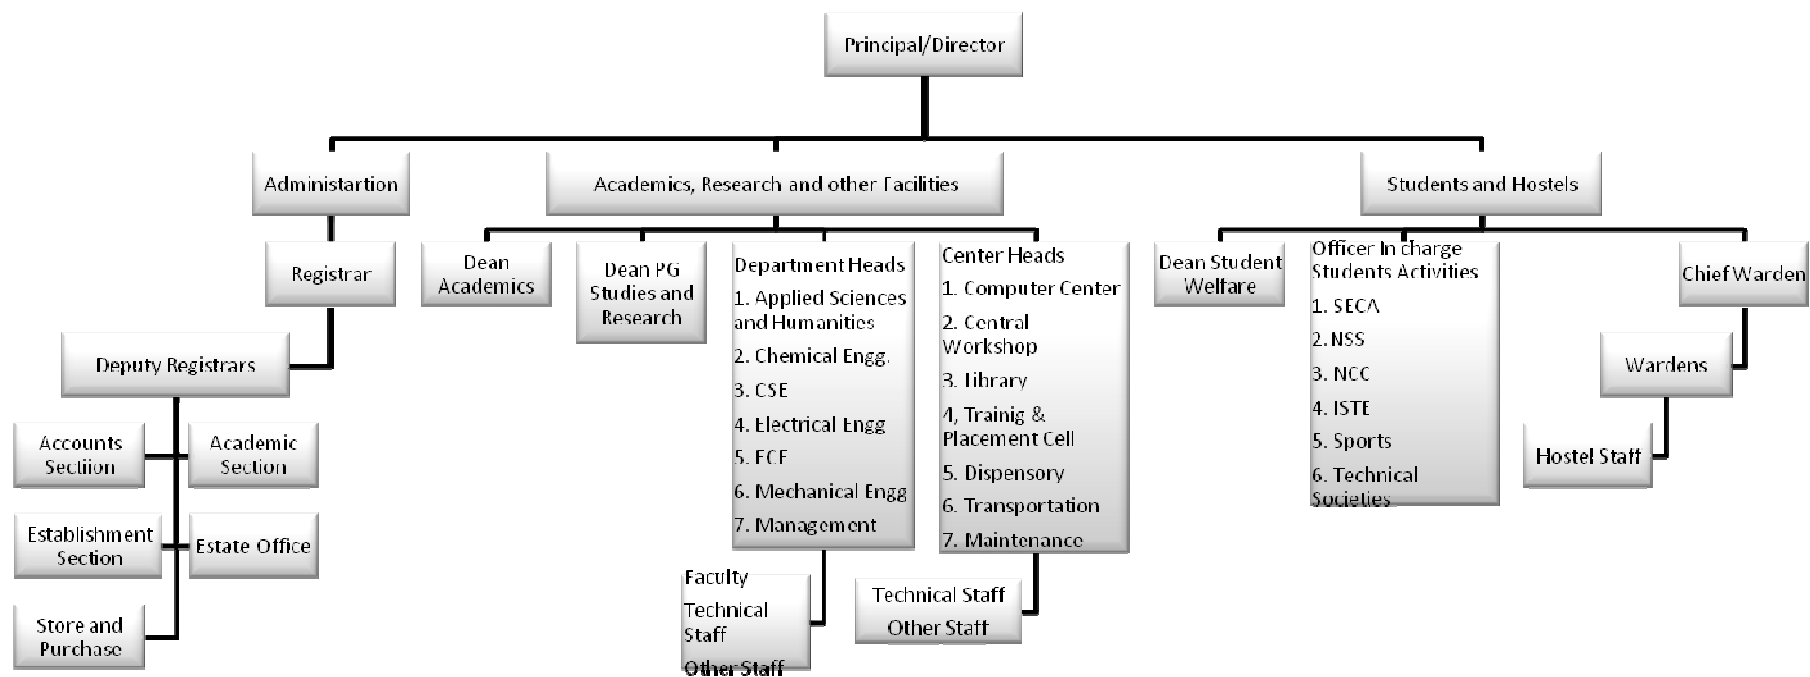 Principal/Director
Administartion
Academics, Research and other Facilities
Students and Hostels
Registrar
Dean
Academics
Dean PG
Studies and
Research
Department Heads
1. Applied Sciences
and Humanities
2. Chemical Engg.
3. CSE
4. Electrical Engg
5. ECE
6. Mechanical Engg
7. Management
Center Heads
1. Computer Center
2. Central
Workshop
3. Library
4, Trainig &
Placement Cell
5. Dispensory
6. Transportation
7. Maintenance
Dean Student
Welfare
Officer In charge
Students Activities
1. SECA
2. NSS
3. NCC
4. ISTE
5. Sports
6. Technical
Societies
Chief Warden
Deputy Registrars
Wardens
Accounts
Sectiion
Academic
Section
Hostel Staff
Establishment
Section
Estate Office
Store and
Purchase
Faculty
Technical
Staff
Other Staff
Technical Staff
Other Staff